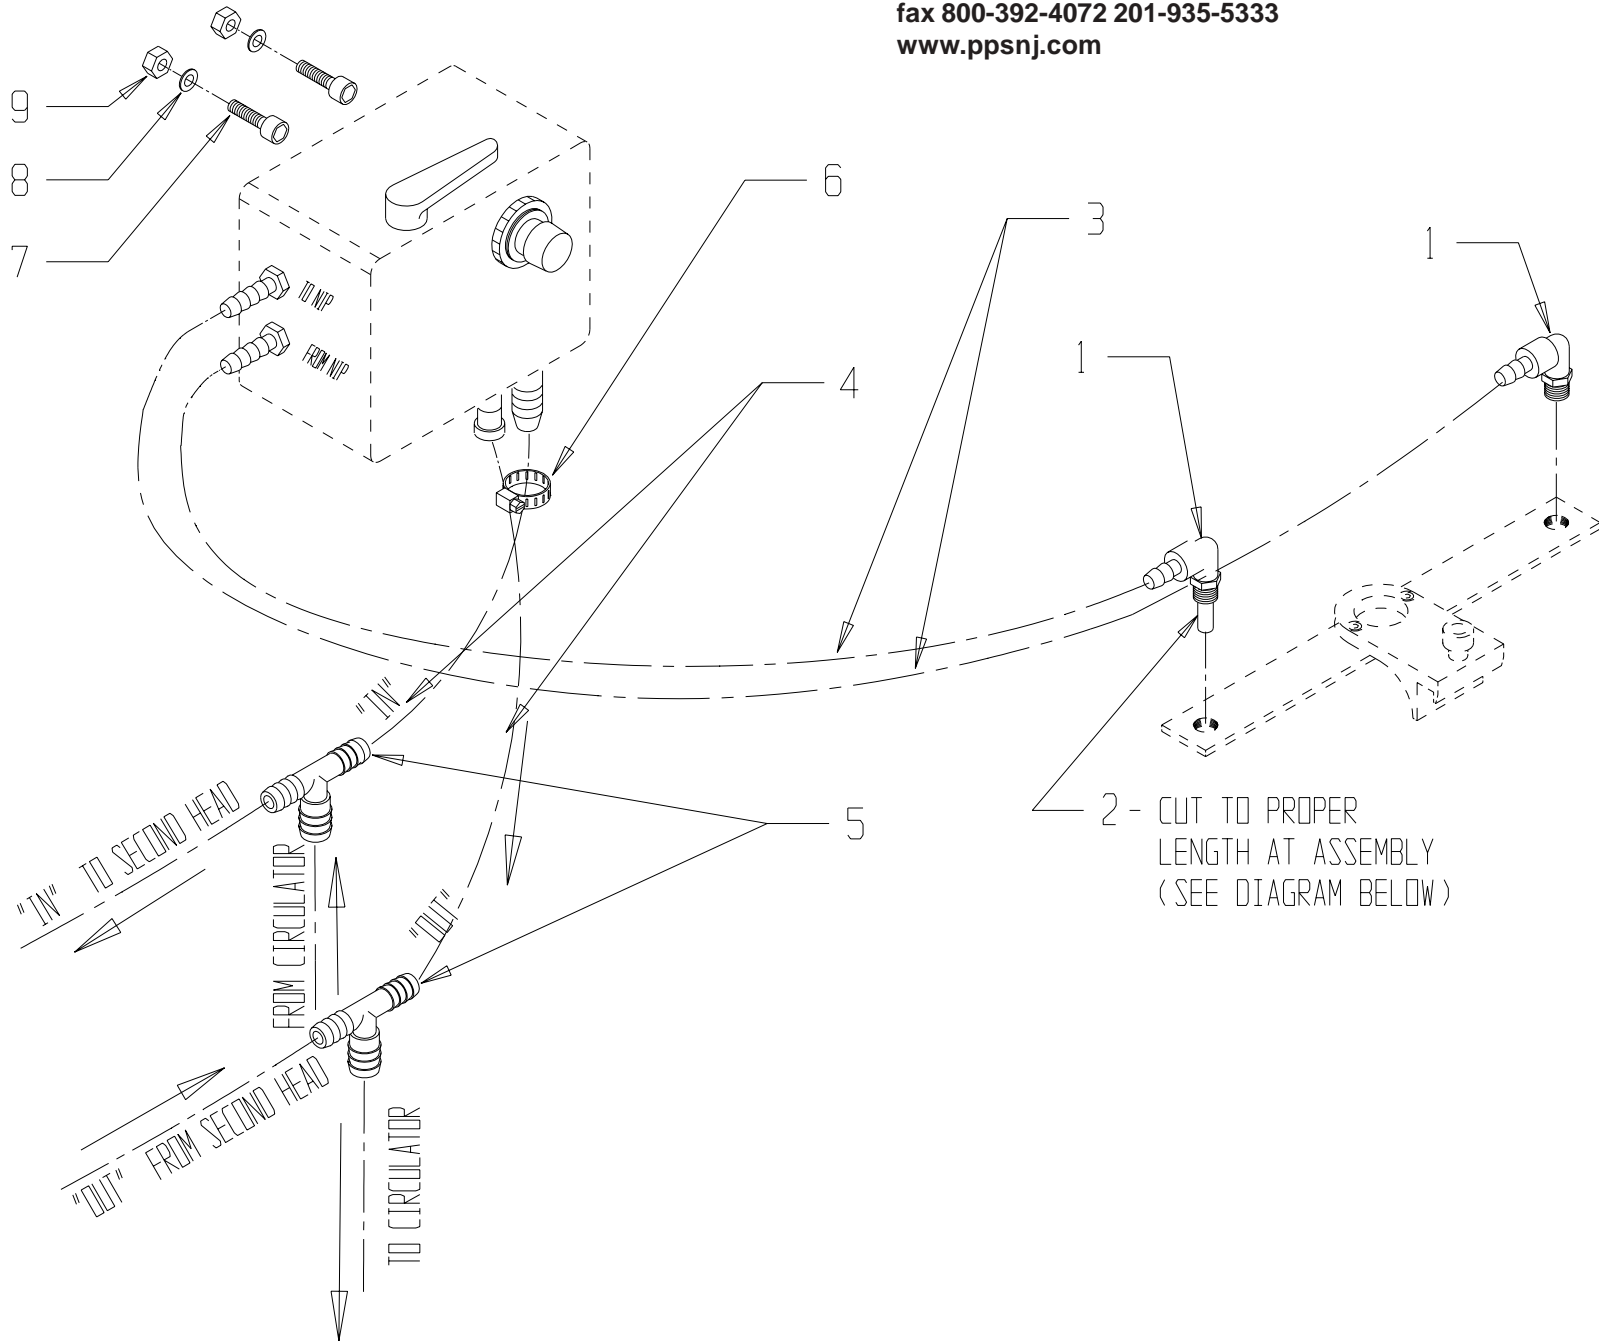 fax 800-392-4072 201-935-5333
www.ppsnj.com
9
8
7
6
3
1
TO NIP
FROM NIP
4
1
"IN"
5
2 - CUT TO PROPER
LENGTH AT ASSEMBLY
(SEE DIAGRAM BELOW)
"IN" TO SECOND HEAD
FROM CIRCULATOR
"OUT"
"OUT" FROM SECOND HEAD
TO CIRCULATOR